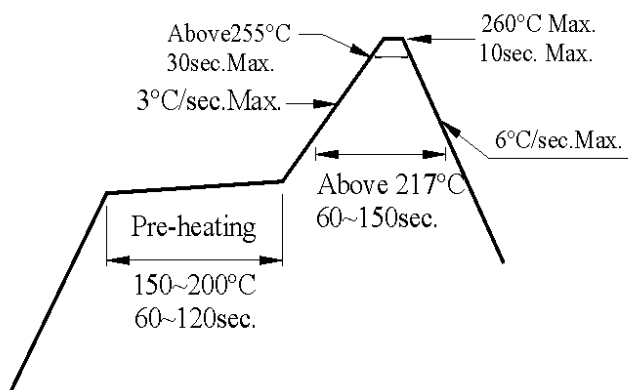 Above255°C
30sec.Max.
260°C Max.
10sec. Max.
3°C/sec.Max.
6°C/sec.Max.
Above 217°C
60~150sec.
Pre-heating
150~200°C
60~120sec.